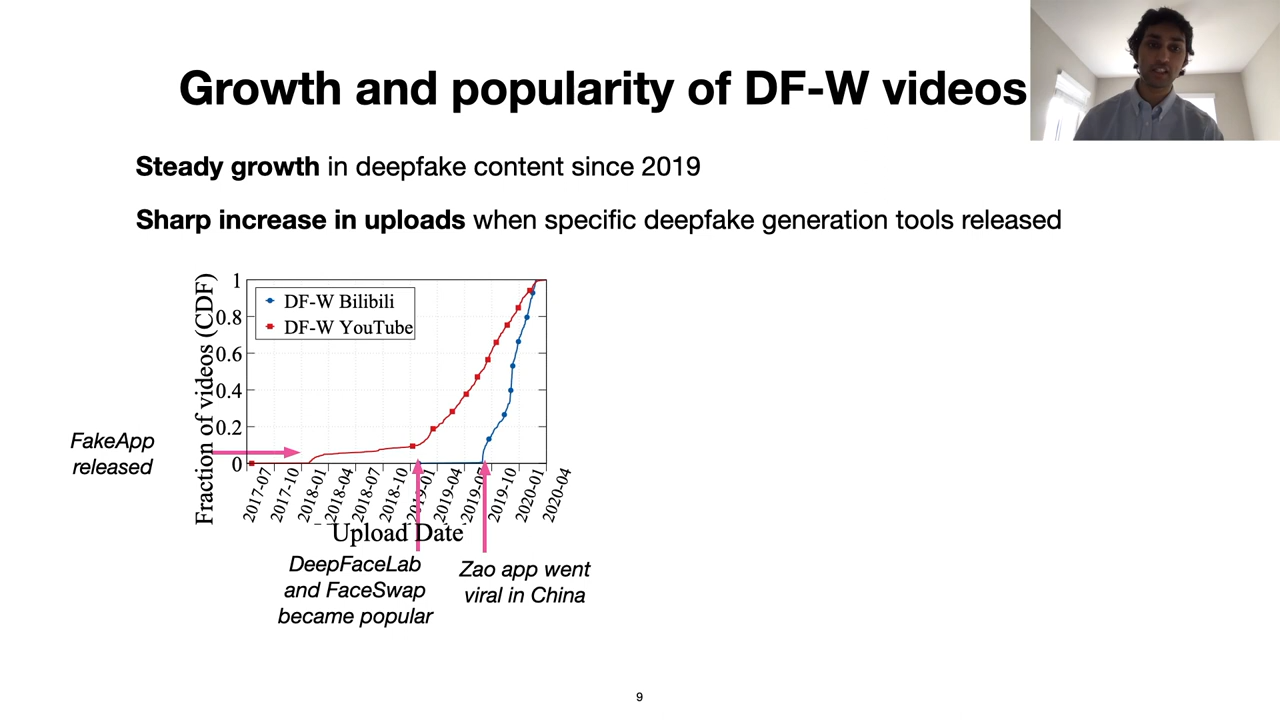 Growth and popularity of DF-W videos
Steady growth in deepfake content since 2019
Sharp increase in uploads when specific deepfake generation tools released
Fraction of videos (CDF)
1
0.8
0.6
0.4
0.2
0
DF-W Bilibili
DF-W YouTube
FakeApp
released
2017-07
2017-10
2018-01
2018-04
2018-07
2018-10
2019-01
2019-04
2019-07
2019-10
2020-01
2020-04
Upload Date
DeepFaceLab
and FaceSwap
became popular
Zao app went
viral in China
9